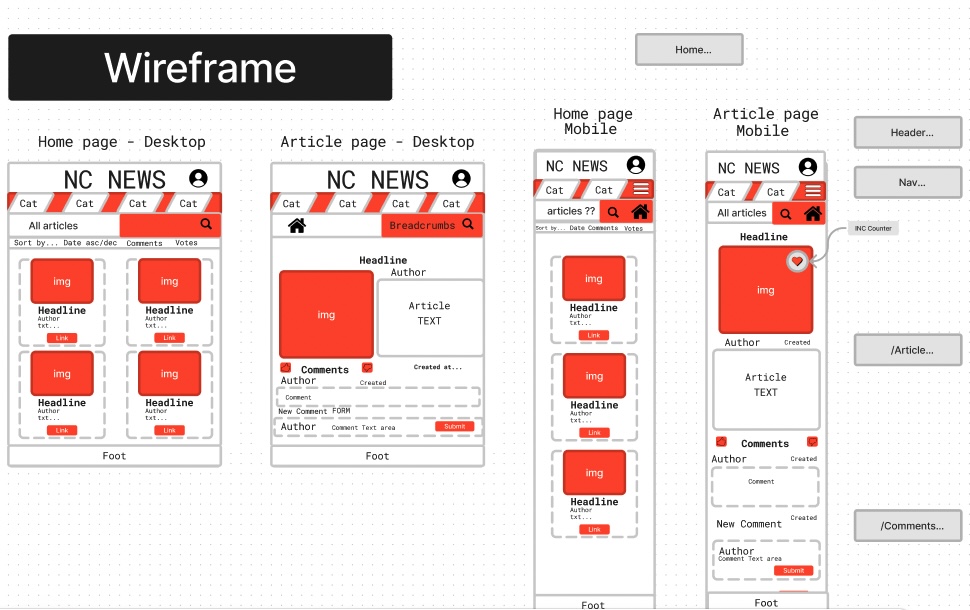 Wireframe
Home...
Home page - Desktop
NC NEWS
Cat Cat Cat Cat
All articles
Sort by... Date asc/dec Comments Votes
img img
Headline Headline
Author Author
txt... txt...
Link Link
img img
Headline Headline
Author Author
txt... txt...
Link Link
Foot
Article page - Desktop
NC NEWS
Cat Cat Cat Cat
Breadcrumbs
Headline
Author
img
Article
TEXT
Comments
Created at...
Author
Created
Comment
New Comment FORM
Author
Comment Text area
Submit
Foot
Home page
Mobile
NC NEWS
Cat Cat
articles ??
Sort by... Date Comments Votes
img
Headline
Author
txt...
Link
img
Headline
Author
txt...
Link
img
Headline
Author
txt...
Link
Foot
Article page
Mobile
NC NEWS
Cat Cat
All articles
Headline
img
Author Created
Article
TEXT
Comments
Author Created
Comment
Created
New Comment
Author
Comment Text area
Submit
Foot
Header...
Nav...
INC Counter
/Article...
/Comments...